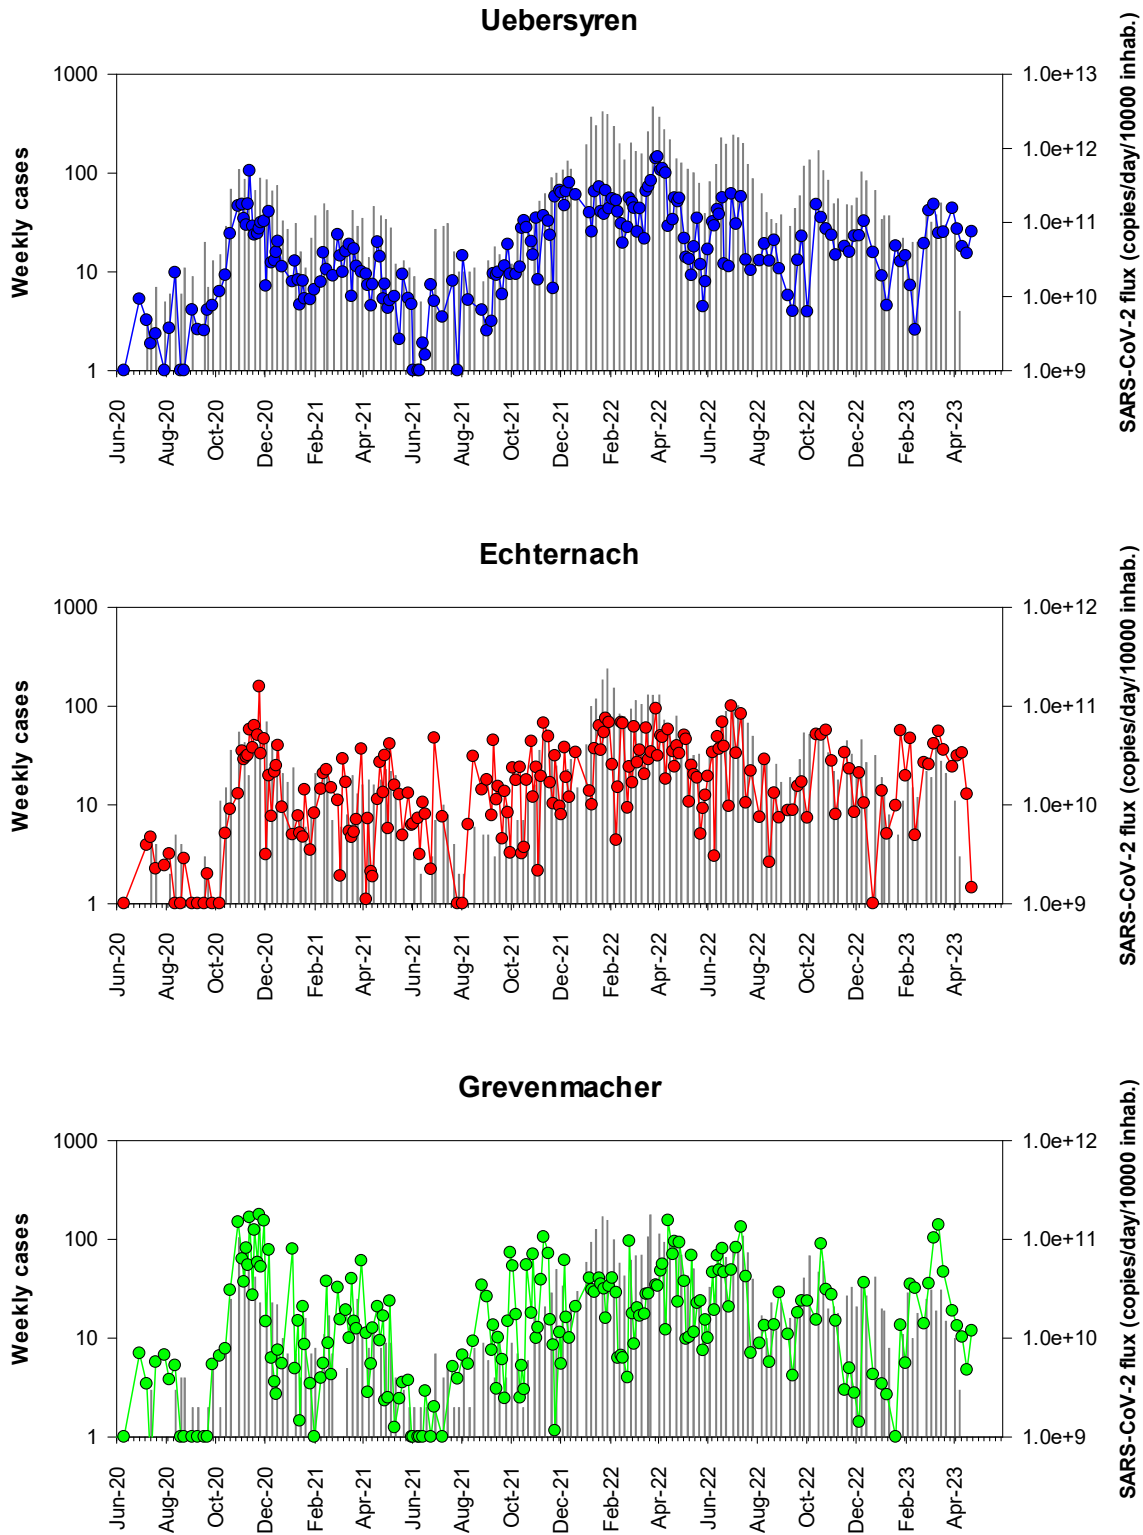 Uebersyren
Weekly cases
1000
100
10
1
1.0e+13
1.0e+12
1.0e+11
1.0e+10
1.0e+9
SARS-CoV-2 flux (copies/day/10000 inhab.)
Jun-20
Aug-20
Oct-20
Dec-20
Feb-21
Apr-21
Jun-21
Aug-21
Oct-21
Dec-21
Feb-22
Apr-22
Jun-22
Aug-22
Oct-22
Dec-22
Feb-23
Apr-23
Echternach
Weekly cases
1000
100
10
1
1.0e+12
1.0e+11
1.0e+10
1.0e+9
SARS-CoV-2 flux (copies/day/10000 inhab.)
Jun-20
Aug-20
Oct-20
Dec-20
Feb-21
Apr-21
Jun-21
Aug-21
Oct-21
Dec-21
Feb-22
Apr-22
Jun-22
Aug-22
Oct-22
Dec-22
Feb-23
Apr-23
Grevenmacher
Weekly cases
1000
100
10
1
1.0e+12
1.0e+11
1.0e+10
1.0e+9
SARS-CoV-2 flux (copies/day/10000 inhab.)
Jun-20
Aug-20
Oct-20
Dec-20
Feb-21
Apr-21
Jun-21
Aug-21
Oct-21
Dec-21
Feb-22
Apr-22
Jun-22
Aug-22
Oct-22
Dec-22
Feb-23
Apr-23